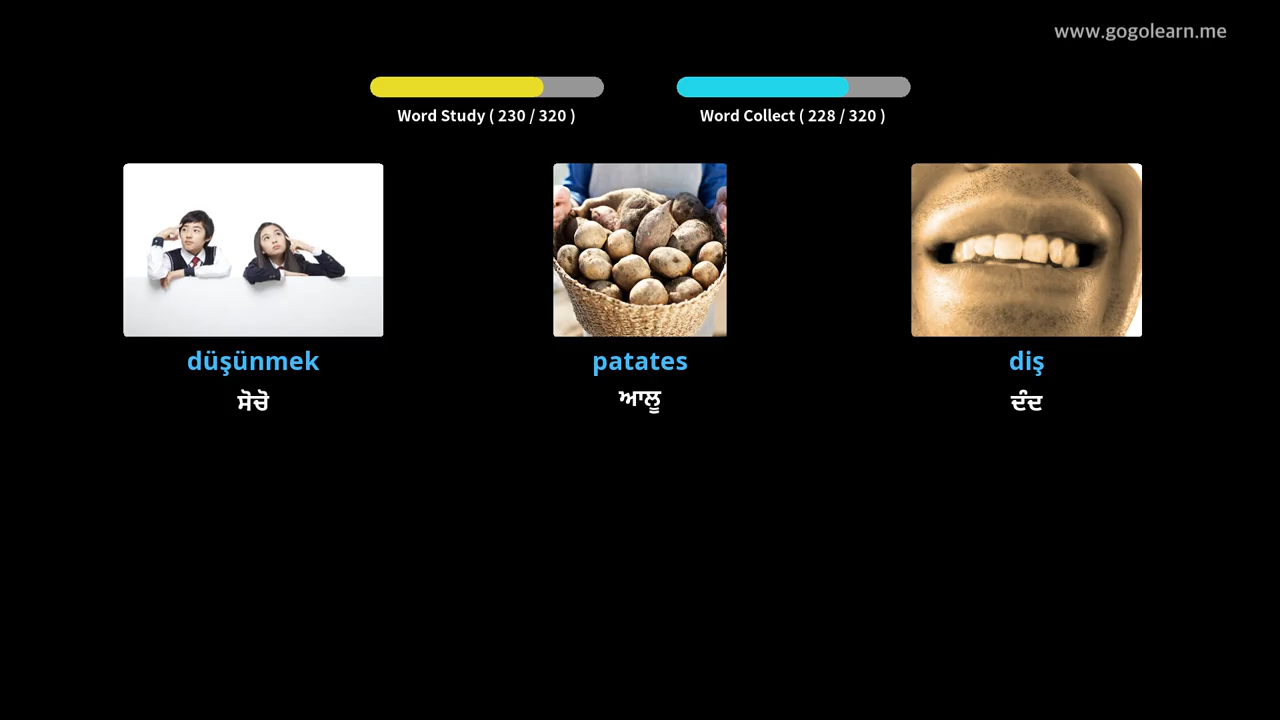 www.gogolearn.me
Word Study ( 230 / 320 )
Word Collect ( 228 / 320 )
düşünmek
patates
diş
ਸੋਚੋ
ਆਲੂ
ਦੰਦ